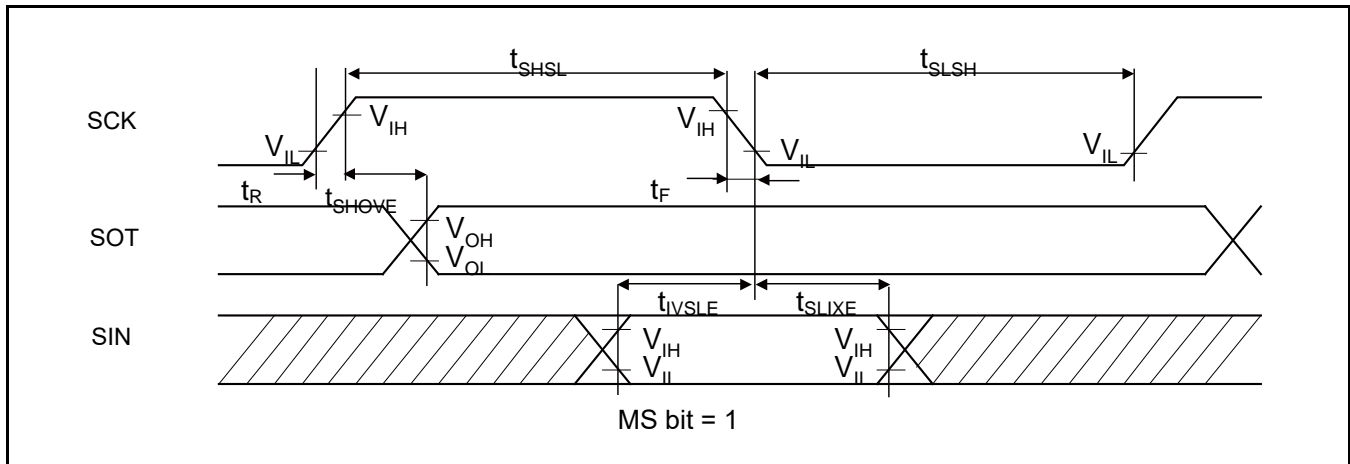 tSHSL
tSLSH
SCK
VIH
VIH
VIL
VIL
VIL
tR
tSHOVE
tF
SOT
VOH
VOL
tIVSLE
tSLIXE
SIN
VIH
VIH
VIL
VIL
MS bit = 1